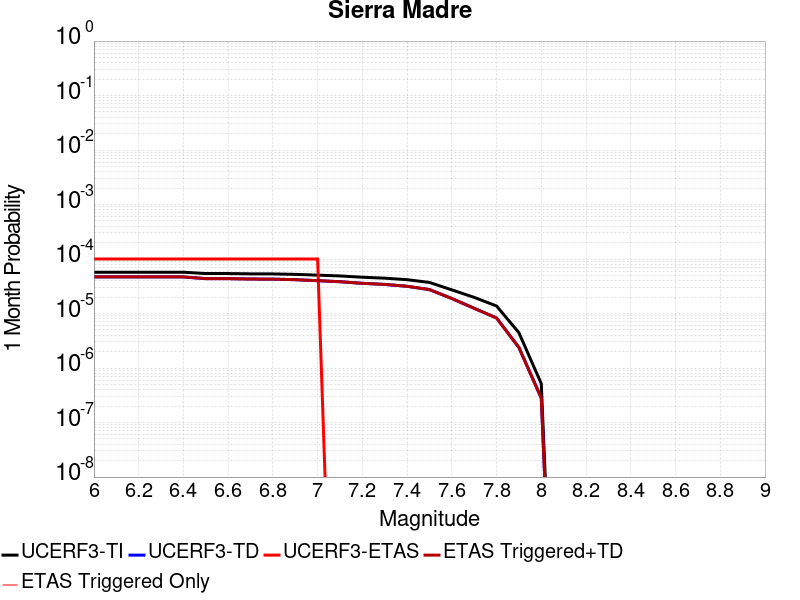 Sierra Madre
10^0
10^-1
10^-2
10^-3
10^-4
10^-5
10^-6
10^-7
10^-8
1 Month Probability
6 6.2 6.4 6.6 6.8 7 7.2 7.4 7.6 7.8 8 8.2 8.4 8.6 8.8 9
Magnitude
UCERF3-TI UCERF3-TD UCERF3-ETAS ETAS Triggered+TD
ETAS Triggered Only